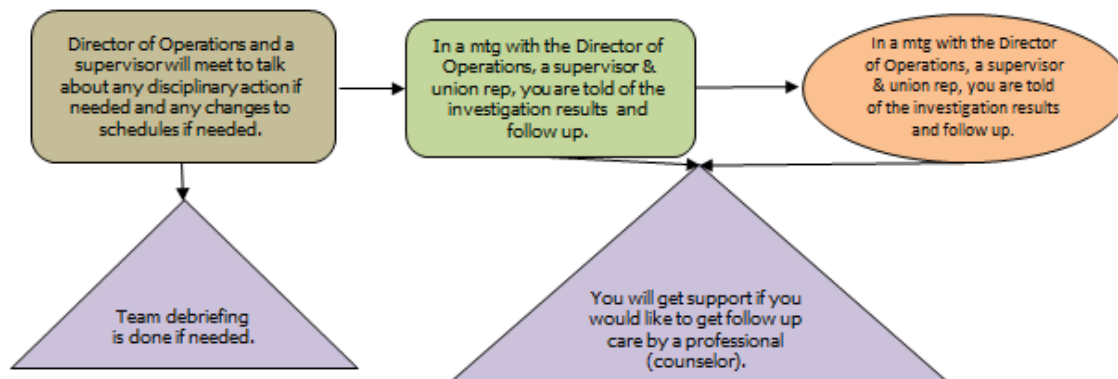 Director of Operations and a
supervisor will meet to talk
about any disciplinary action if
needed and any changes to
schedules if needed.
In a mtg with the Director of
Operations, a supervisor &
union rep, you are told of the
investigation results and
follow up.
In a mtg with the Director
of Operations, a supervisor
& union rep, you are told
of the investigation results
and follow up.
Team debriefing
is done if needed.
You will get support if you
would like to get follow up
care by a professional
(counselor).